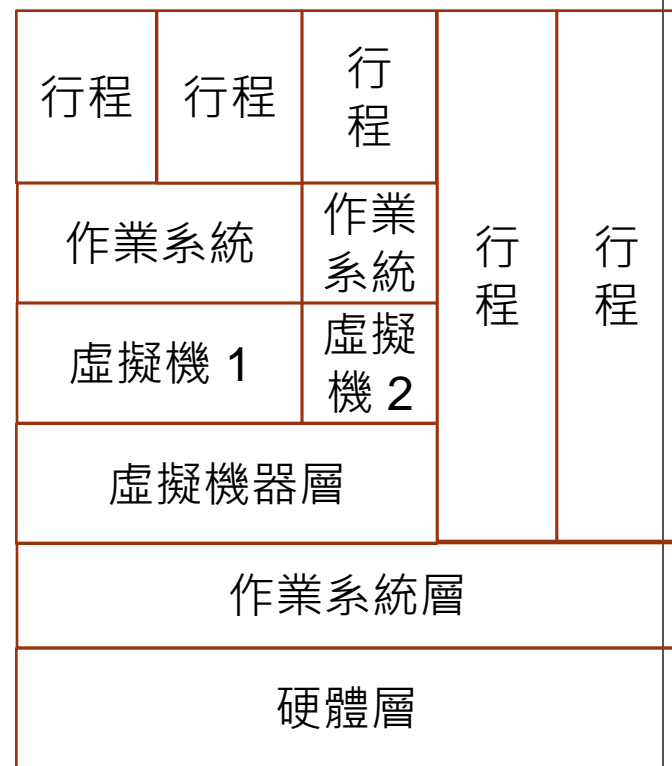 行程
行程
行
程
作業系統
作業
系統
行
程
行
程
虛擬機 1
虛擬
機 2
虛擬機器層
作業系統層
硬體層